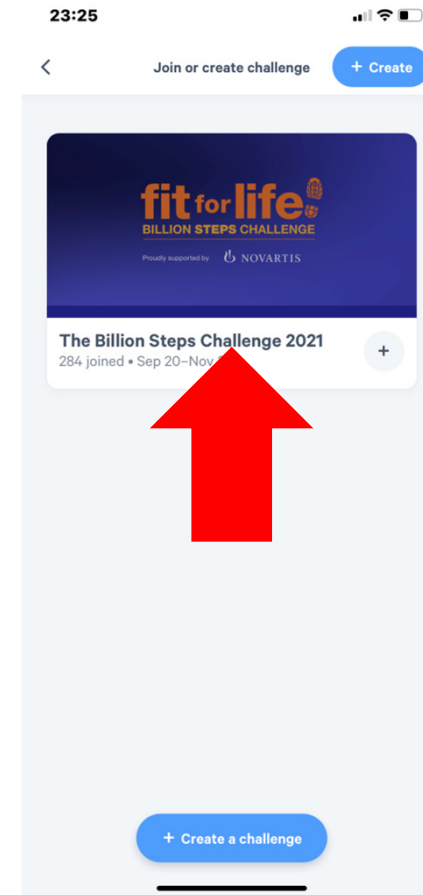 23:25
Join or create challenge
+ Create
fit for life
BILLION STEPS CHALLENGE
Proudly supported by NOVARTIS
The Billion Steps Challenge 2021
284 joined • Sep 20–Nov
+ Create a challenge